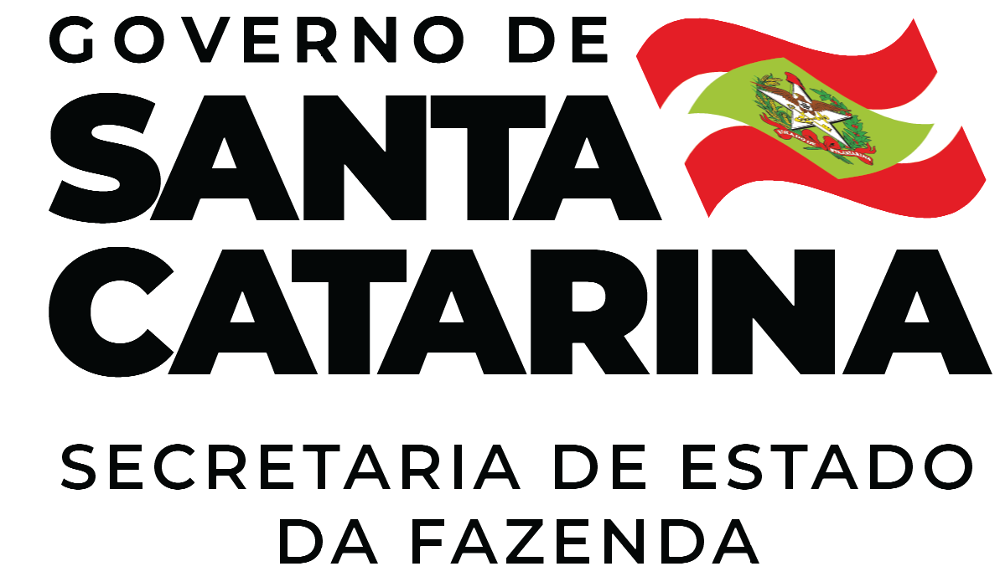 GOVERNO DE
SANTA
CATARINA
SECRETARIA DE ESTADO
DA FAZENDA